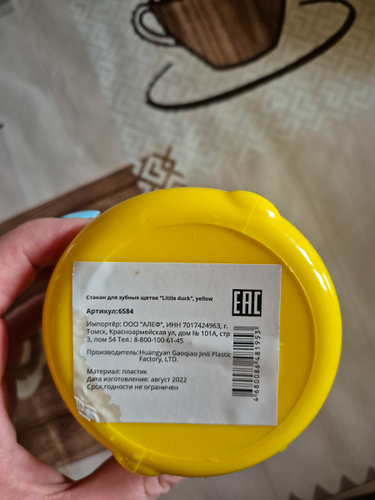 Стакан для зубных щеток "Little duck", yellow
Артикул:6584
EAC
Импортёр: ООО "АЛЕФ", ИНН 7017424963, г.
Томск, Красноармейская ул, дом № 101А, стр
3, пом 54 Тел.: 8-800-100-61-45
Производитель:Huangyan Gaoqiao Jinli Plastic
Factory, LTD.
Материал: пластик
Дата изготовления: август 2022
Срок годности не ограничен
4680086481953